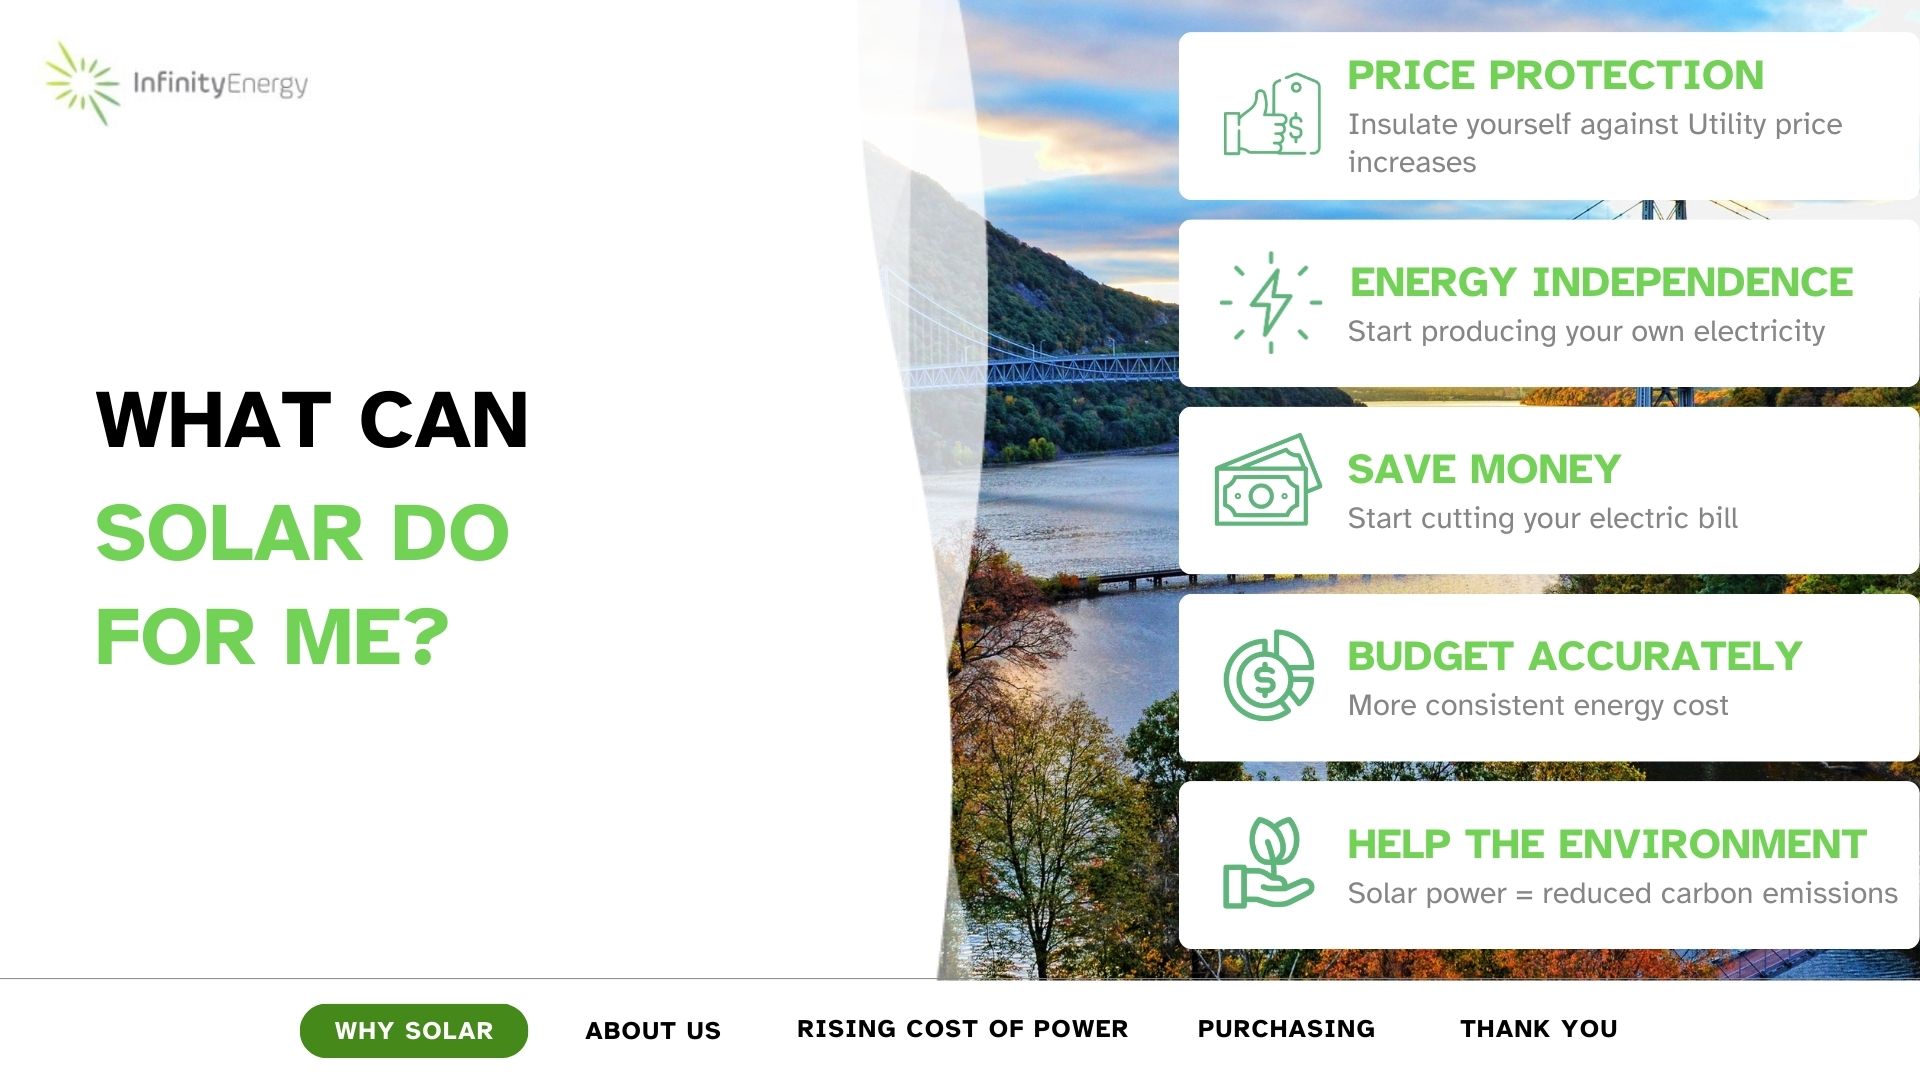 InfinityEnergy
WHAT CAN
SOLAR DO
FOR ME?
PRICE PROTECTION
Insulate yourself against Utility price
increases
ENERGY INDEPENDENCE
Start producing your own electricity
SAVE MONEY
Start cutting your electric bill
BUDGET ACCURATELY
More consistent energy cost
HELP THE ENVIRONMENT
Solar power = reduced carbon emissions
WHY SOLAR
ABOUT US
RISING COST OF POWER
PURCHASING
THANK YOU